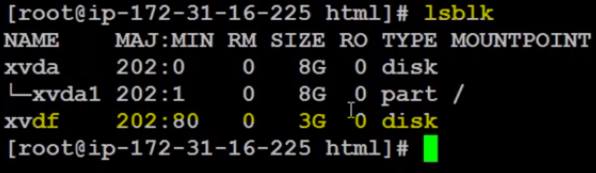 [root@ip-172-31-16-225 html]# lsblk
NAME    MAJ:MIN RM SIZE RO TYPE MOUNTPOINT
xvda    202:0    0   8G  0 disk
└─xvda1 202:1    0   8G  0 part /
xvdf    202:80   0   3G  0 disk
[root@ip-172-31-16-225 html]#